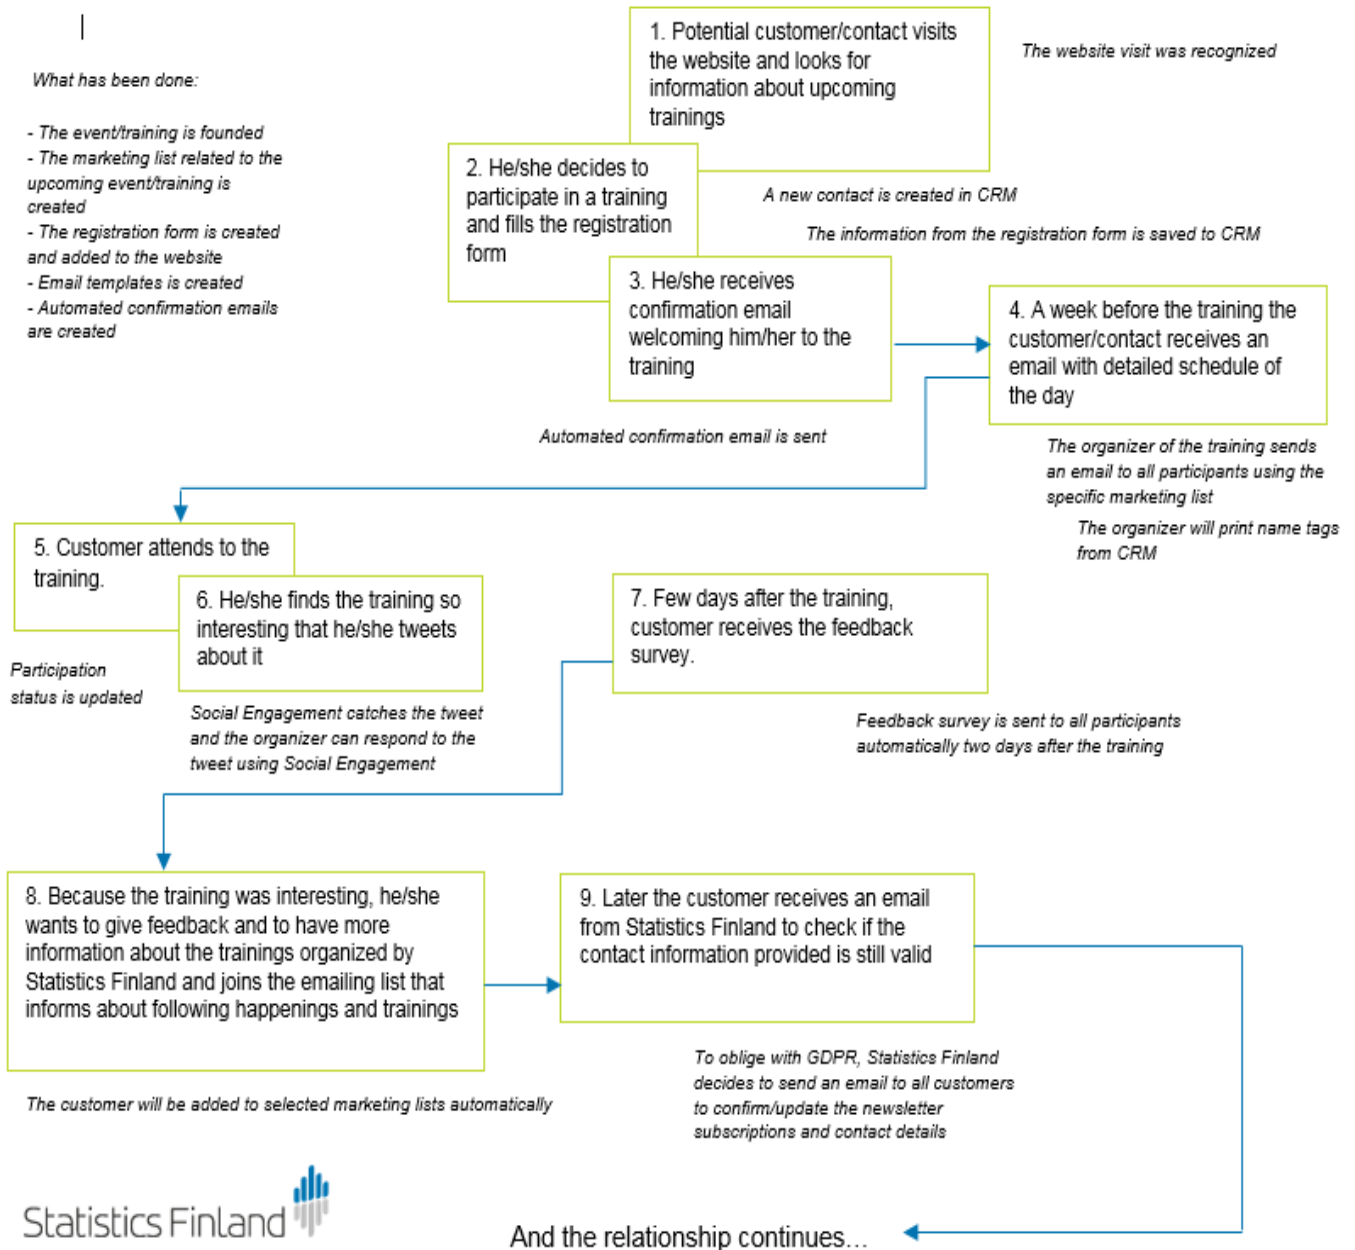 What has been done:
- The event/training is founded
- The marketing list related to the
upcoming event/training is
created
- The registration form is created
and added to the website
- Email templates is created
- Automated confirmation emails
are created
1. Potential customer/contact visits
the website and looks for
information about upcoming
trainings
The website visit was recognized
2. He/she decides to
participate in a training
and fills the registration
form
A new contact is created in CRM
The information from the registration form is saved to CRM
3. He/she receives
confirmation email
welcoming him/her to the
training
Automated confirmation email is sent
4. A week before the training the
customer/contact receives an
email with detailed schedule of
the day
The organizer of the training sends
an email to all participants using the
specific marketing list
The organizer will print name tags
from CRM
5. Customer attends to the
training.
Participation
status is updated
6. He/she finds the training so
interesting that he/she tweets
about it
Social Engagement catches the tweet
and the organizer can respond to the
tweet using Social Engagement
7. Few days after the training,
customer receives the feedback
survey.
Feedback survey is sent to all participants
automatically two days after the training
8. Because the training was interesting, he/she
wants to give feedback and to have more
information about the trainings organized by
Statistics Finland and joins the emailing list that
informs about following happenings and trainings
The customer will be added to selected marketing lists automatically
9. Later the customer receives an email
from Statistics Finland to check if the
contact information provided is still valid
To oblige with GDPR, Statistics Finland
decides to send an email to all customers
to confirm/update the newsletter
subscriptions and contact details
Statistics Finland
And the relationship continues...